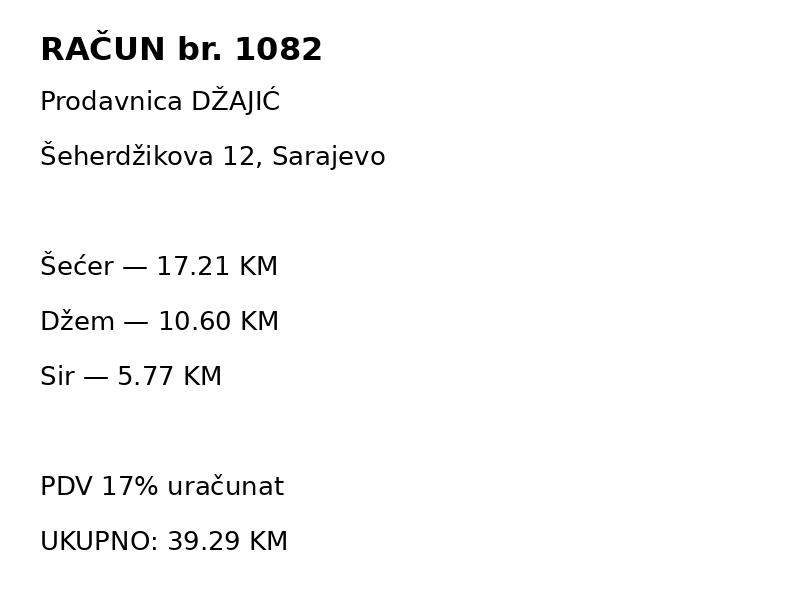 RAČUN br. 1082
Prodavnica DŽAJIĆ
Šeherdžikova 12, Sarajevo
Šećer — 17.21 KM
Džem — 10.60 KM
Sir — 5.77 KM
PDV 17% uračunat
UKUPNO: 39.29 KM